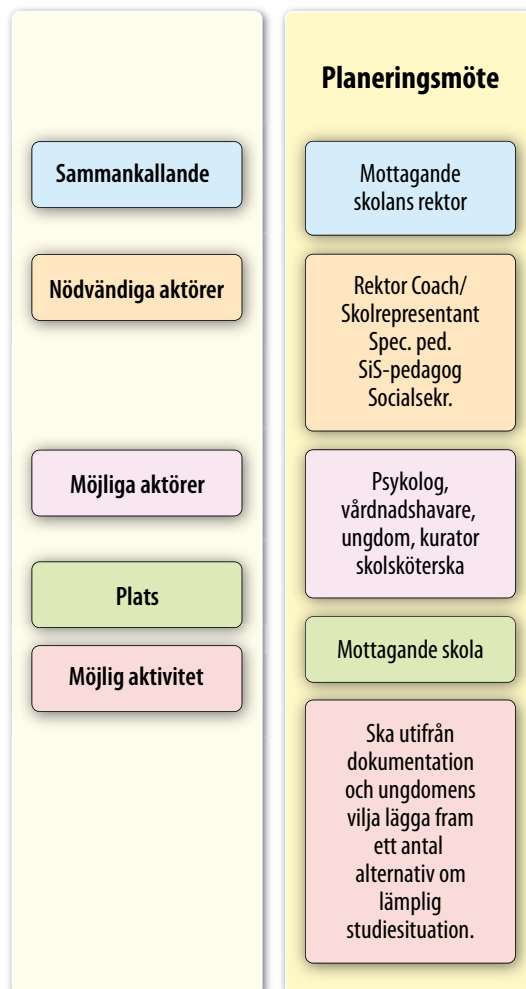 Planeringsmöte
Sammankallande
Mottagande
skolans rektor
Nödvändiga aktörer
Rektor Coach/
Skolrepresentant
Spec. ped.
SiS-pedagog
Socialsekr.
Möjliga aktörer
Psykolog,
vårdnadshavare,
ungdom, kurator
skolsköterska
Plats
Mottagande skola
Möjlig aktivitet
Ska utifrån
dokumentation
och ungdomens
vilja lägga fram
ett antal
alternativ om
lämplig
studiesituation.